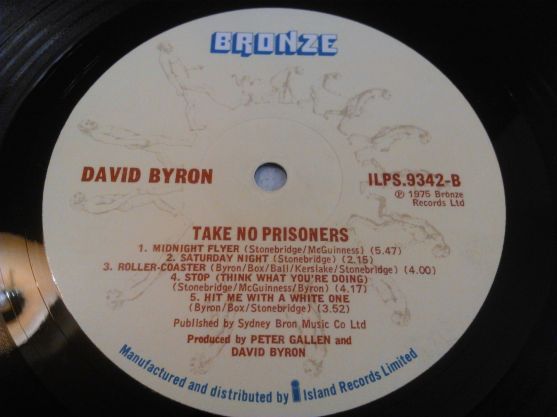 BRONZE
DAVID BYRON
ILPS.9342-B
℗ 1975 Bronze
Records Ltd
TAKE NO PRISONERS
1. MIDNIGHT FLYER (Stonebridge/McGuinness) (5.47)
2. SATURDAY NIGHT (Stonebridge) (2.15)
3. ROLLER-COASTER (Byron/Box/Ball/Kerslake/Stonebridge) (4.00)
4. STOP (THINK WHAT YOU'RE DOING)
(Stonebridge/McGuinness/Byron) (4.17)
5. HIT ME WITH A WHITE ONE
(Byron/Box/Stonebridge) (3.52)
Published by Sydney Bron Music Co Ltd
Produced by PETER GALLEN and
DAVID BYRON
Manufactured and distributed by i Island Records Limited